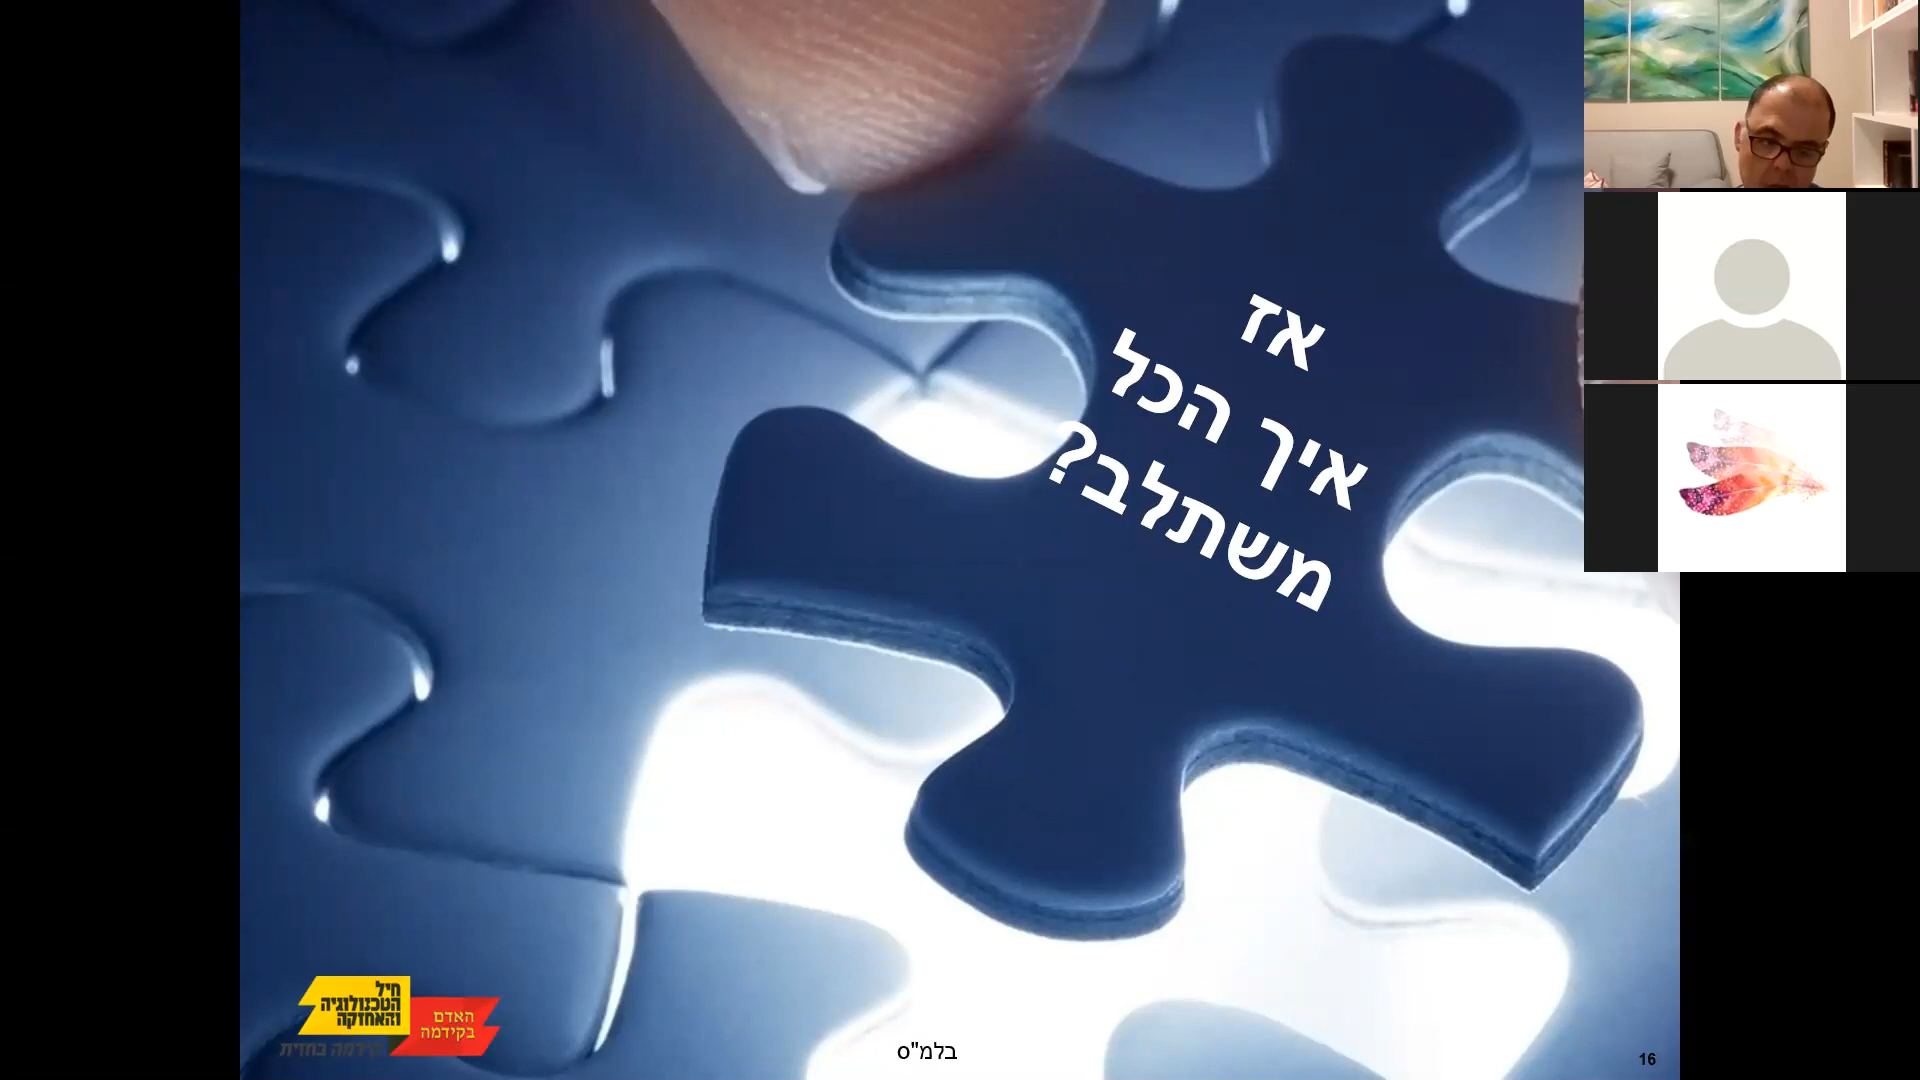 אז
איך הכל
משתלב?
חיל
הטכנולוגיה
והאחזקה
האדם
בקידמה
קידמה בחזית
בלמ"ס
16